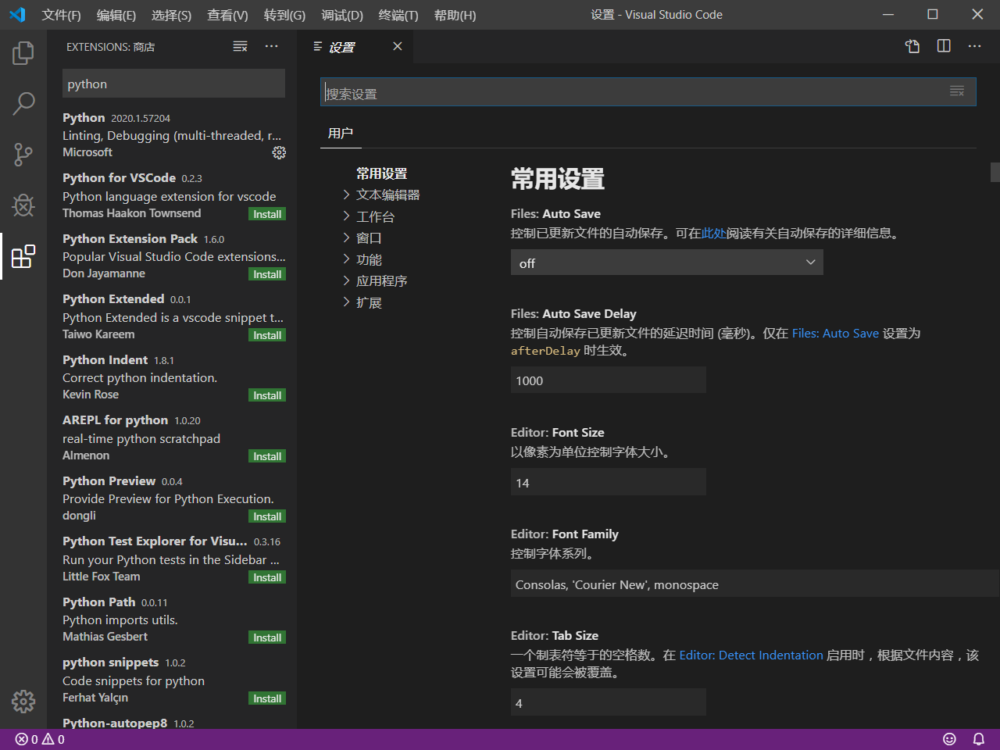 文件(F) 编辑(E) 选择(S) 查看(V) 转到(G) 调试(D) 终端(T) 帮助(H)
设置 - Visual Studio Code
EXTENSIONS: 商店
python
Python 2020.1.57204
Linting, Debugging (multi-threaded, r...
Microsoft
Python for VSCode 0.2.3
Python language extension for vscode
Thomas Haakon Townsend Install
Python Extension Pack 1.6.0
Popular Visual Studio Code extensions...
Don Jayamanne Install
Python Extended 0.0.1
Python Extended is a vscode snippet t...
Taiwo Kareem Install
Python Indent 1.8.1
Correct python indentation.
Kevin Rose Install
AREPL for python 1.0.20
real-time python scratchpad
Almenon Install
Python Preview 0.0.4
Provide Preview for Python Execution.
dongli Install
Python Test Explorer for Visu... 0.3.16
Run your Python tests in the Sidebar ...
Little Fox Team Install
Python Path 0.0.11
Python imports utils.
Mathias Gesbert Install
python snippets 1.0.2
Code snippets for python
Ferhat Yalçın Install
Python-autopep8 1.0.2
设置
搜索设置
用户
常用设置
文本编辑器
工作台
窗口
功能
应用程序
扩展
常用设置
Files: Auto Save
控制已更新文件的自动保存。可在此处阅读有关自动保存的详细信息。
off
Files: Auto Save Delay
控制自动保存已更新文件的延迟时间 (毫秒)。仅在 Files: Auto Save 设置为
afterDelay 时生效。
1000
Editor: Font Size
以像素为单位控制字体大小。
14
Editor: Font Family
控制字体系列。
Consolas, 'Courier New', monospace
Editor: Tab Size
一个制表符等于的空格数。在 Editor: Detect Indentation 启用时，根据文件内容，该
设置可能会被覆盖。
4
0 0